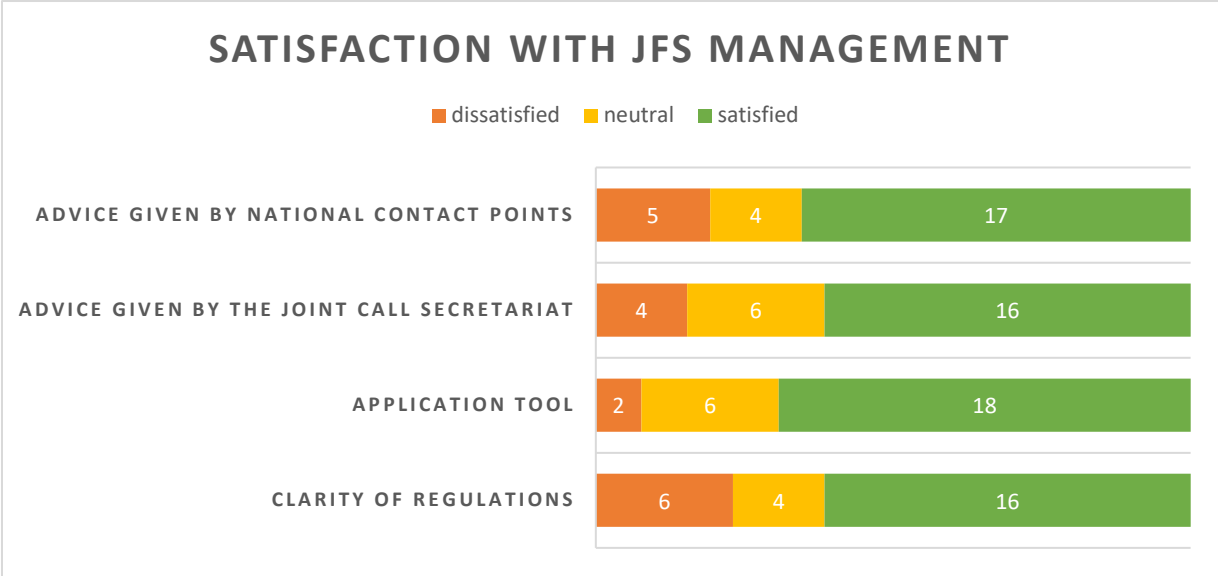 SATISFACTION WITH JFS MANAGEMENT
dissatisfied neutral satisfied
ADVICE GIVEN BY NATIONAL CONTACT POINTS 5 4 17
ADVICE GIVEN BY THE JOINT CALL SECRETARIAT 4 6 16
APPLICATION TOOL 2 6 18
CLARITY OF REGULATIONS 6 4 16